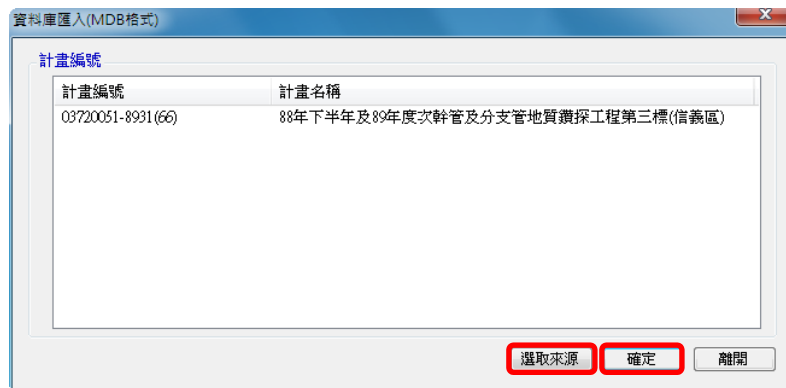 資料庫匯入(MDB格式)
計畫編號
計畫編號 計畫名稱
03720051-8931(66) 88年下半年及89年度次幹管及分支管地質鑽探工程第三標(信義區)
選取來源 確定 離開